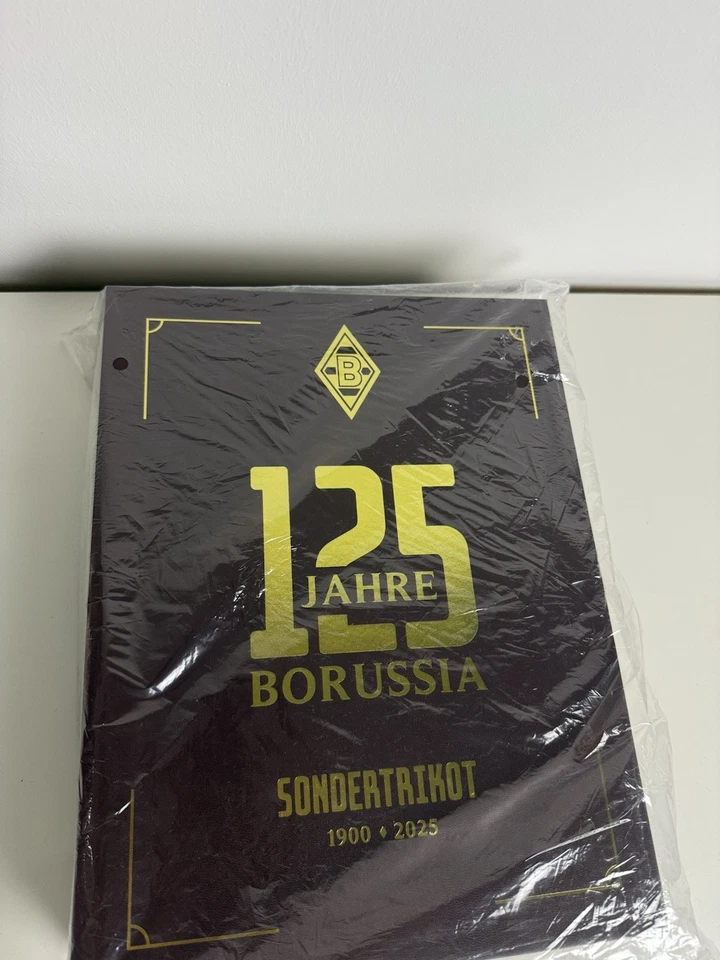 B
125
JAHRE
BORUSSIA
SONDERTRIKOT
1900 ♦ 2025